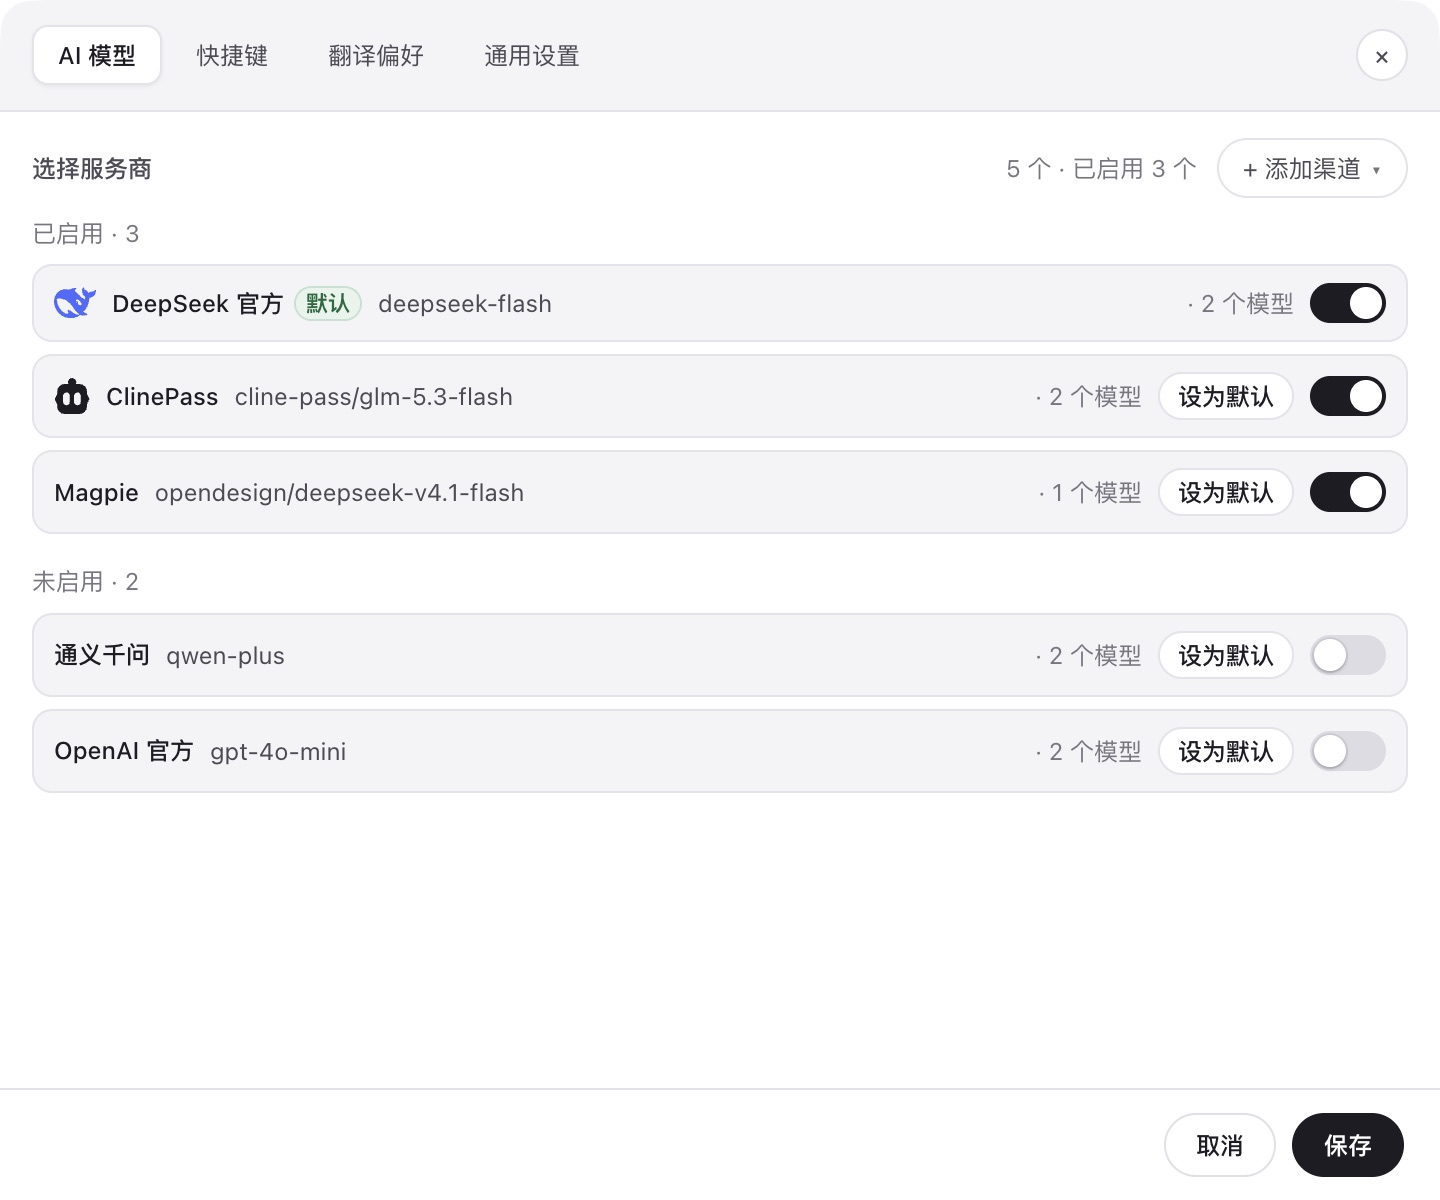 AI 模型 快捷键 翻译偏好 通用设置 ×
选择服务商 5 个 · 已启用 3 个 + 添加渠道 ▾
已启用 · 3
DeepSeek 官方 默认 deepseek-flash · 2 个模型
ClinePass cline-pass/glm-5.3-flash · 2 个模型 设为默认
Magpie opendesign/deepseek-v4.1-flash · 1 个模型 设为默认
未启用 · 2
通义千问 qwen-plus · 2 个模型 设为默认
OpenAI 官方 gpt-4o-mini · 2 个模型 设为默认
取消 保存